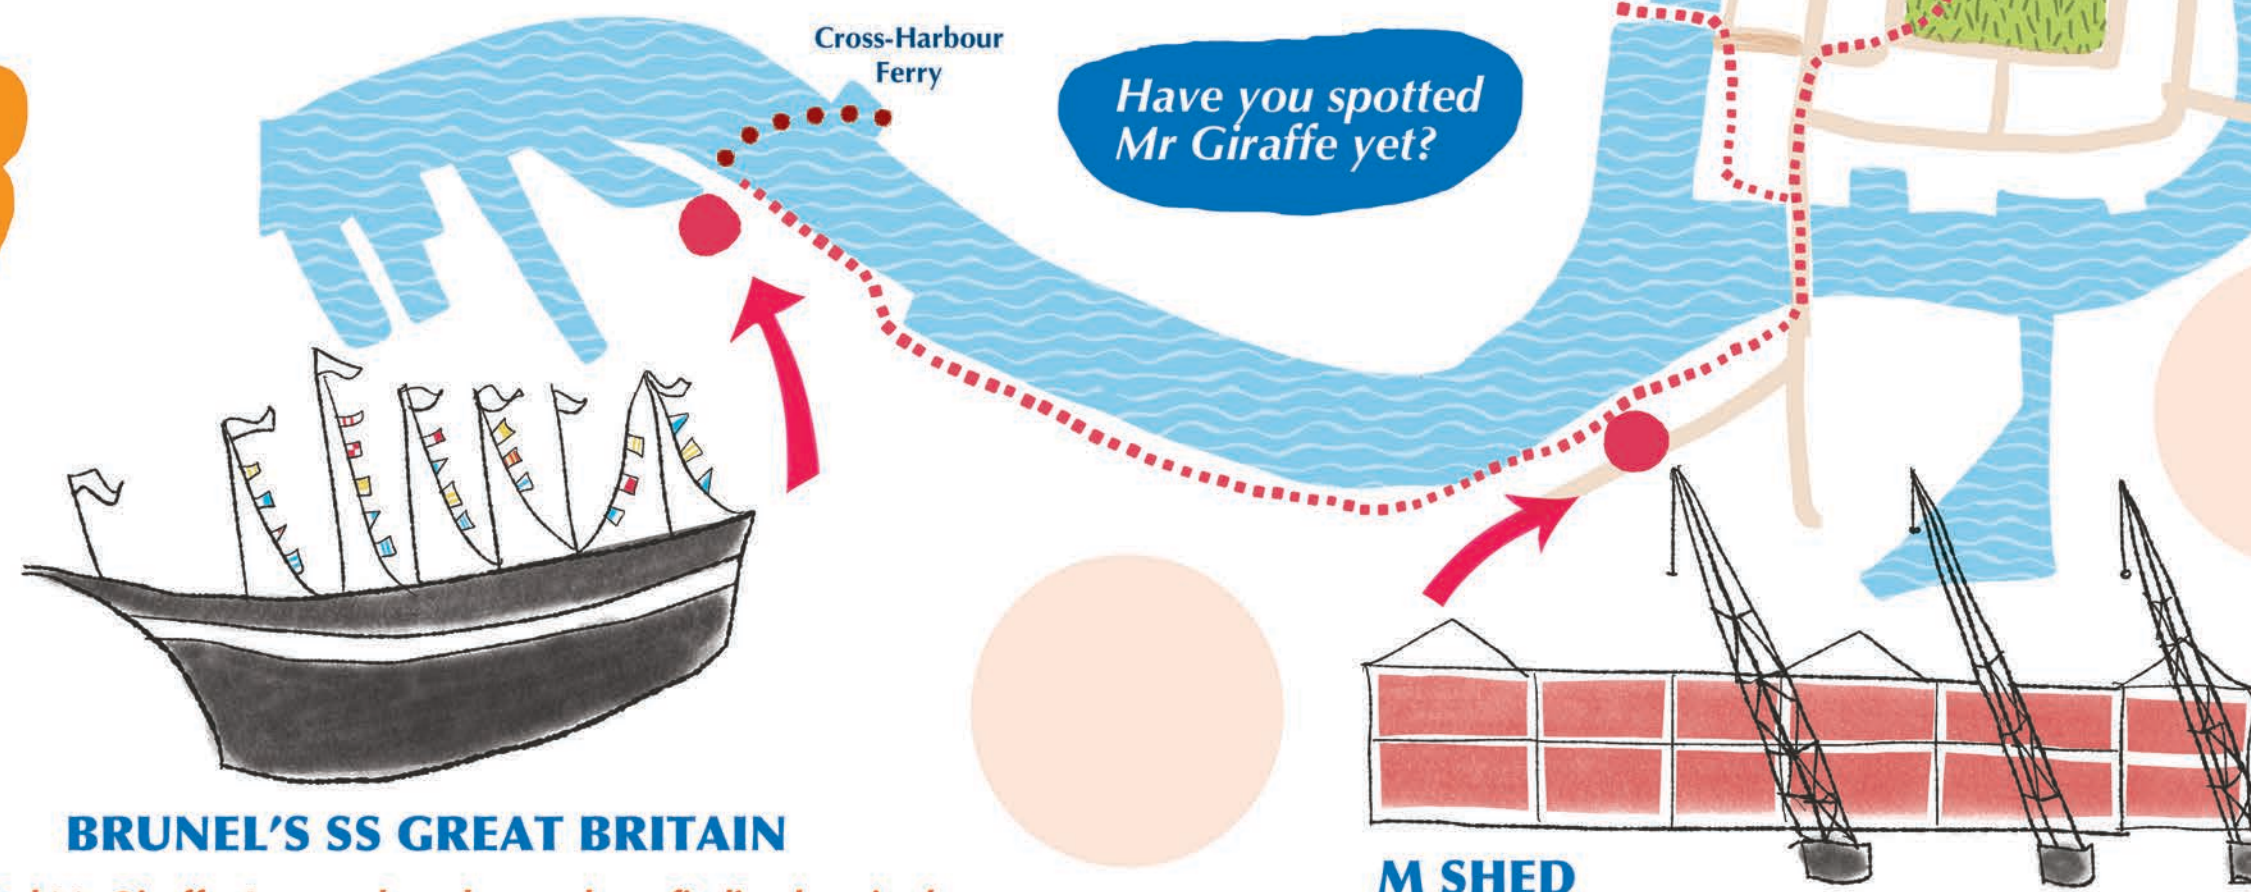 Cross-Harbour
Ferry
Have you spotted
Mr Giraffe yet?
BRUNEL'S SS GREAT BRITAIN
M SHED